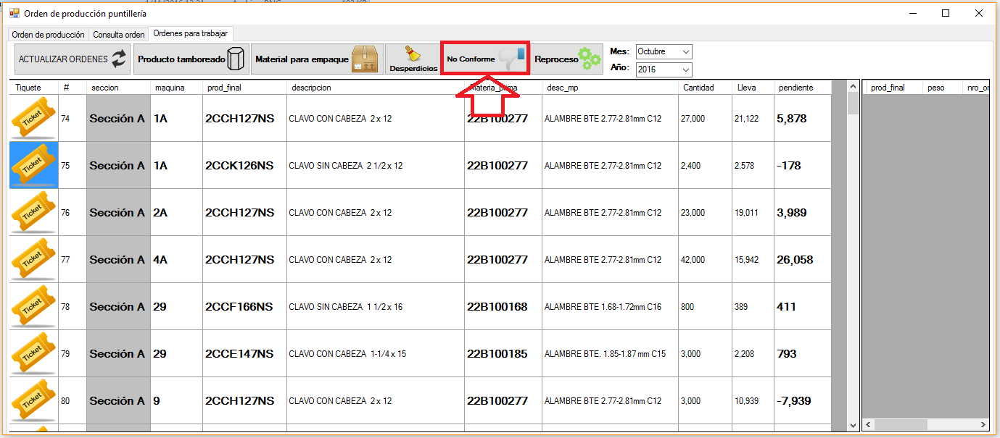 Orden de producción puntillería
Orden de producción Consulta orden Ordenes para trabajar
ACTUALIZAR ORDENES Producto tamboreado Material para empaque Desperdicios No Conforme Reproceso Mes: Octubre
Año: 2016
Tiquete # seccion maquina prod_final descripcion Materia_prima desc_mp Cantidad Lleva pendiente prod_final peso nro_or
Ticket 74 Sección A 1A 2CCH127NS CLAVO CON CABEZA 2 x 12 22B100277 ALAMBRE BTE 2.77-2.81mm C12 27,000 21,122 5,878
Ticket 75 Sección A 1A 2CCK126NS CLAVO SIN CABEZA 2 1/2 x 12 22B100277 ALAMBRE BTE 2.77-2.81mm C12 2,400 2,578 -178
Ticket 76 Sección A 2A 2CCH127NS CLAVO CON CABEZA 2 x 12 22B100277 ALAMBRE BTE 2.77-2.81mm C12 23,000 19,011 3,989
Ticket 77 Sección A 4A 2CCH127NS CLAVO CON CABEZA 2 x 12 22B100277 ALAMBRE BTE 2.77-2.81mm C12 42,000 15,942 26,058
Ticket 78 Sección A 29 2CCF166NS CLAVO SIN CABEZA 1 1/2 x 16 22B100168 ALAMBRE BTE 1.68-1.72mm C16 800 389 411
Ticket 79 Sección A 29 2CCE147NS CLAVO CON CABEZA 1-1/4 x 15 22B100185 ALAMBRE BTE. 1.85-1.87 mm C15 3,000 2,208 793
Ticket 80 Sección A 9 2CCH127NS CLAVO CON CABEZA 2 x 12 22B100277 ALAMBRE BTE 2.77-2.81mm C12 3,000 10,939 -7,939